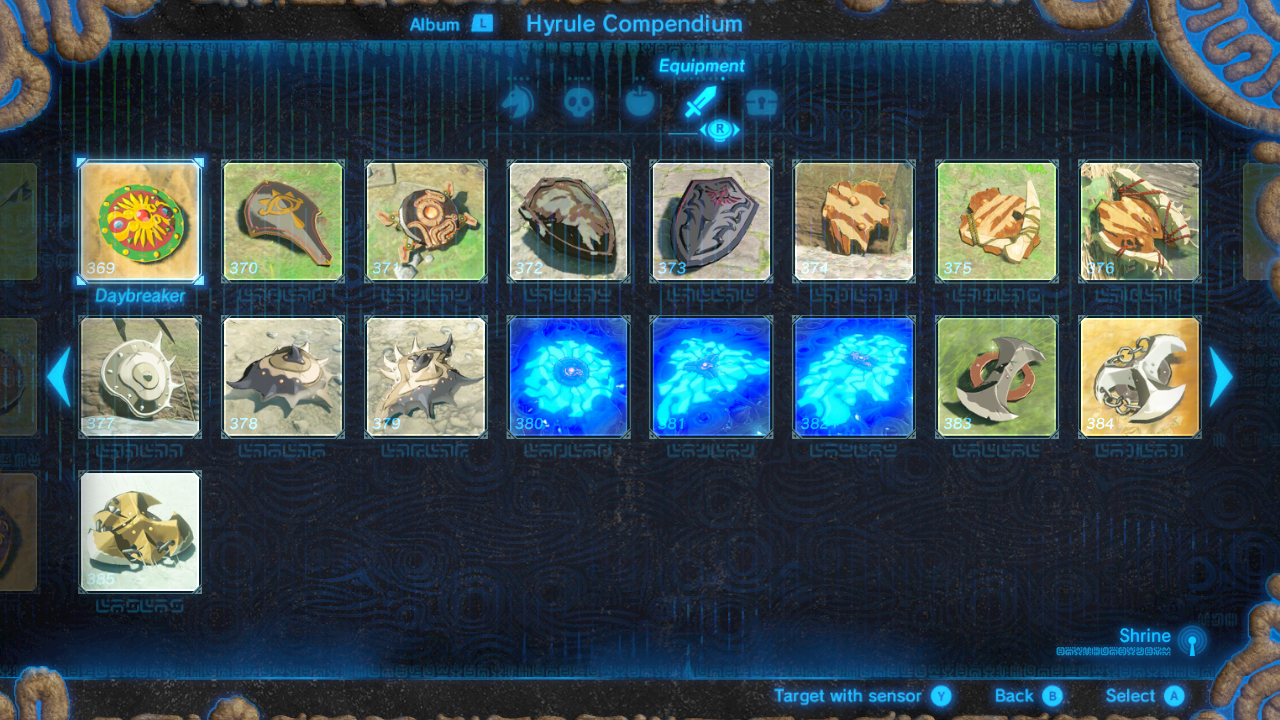 Album L Hyrule Compendium
Equipment
R
369 370 371 372 373 374 375 376
Daybreaker
377 378 379 380 381 382 383 384
385
Shrine
Target with sensor Y Back B Select A